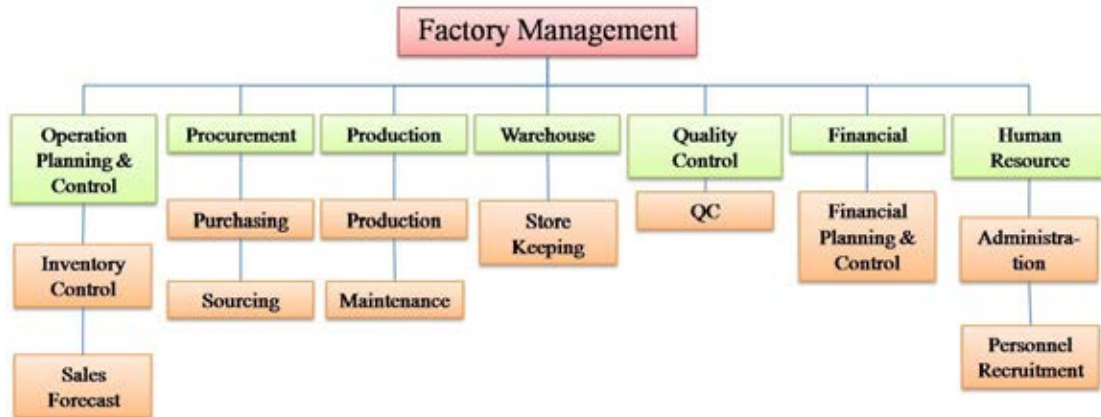 Factory Management
Operation
Planning &
Control
Procurement
Production
Warehouse
Quality
Control
Financial
Human
Resource
Purchasing
Production
Store
Keeping
QC
Financial
Planning &
Control
Administra-
tion
Inventory
Control
Sourcing
Maintenance
Sales
Forecast
Personnel
Recruitment